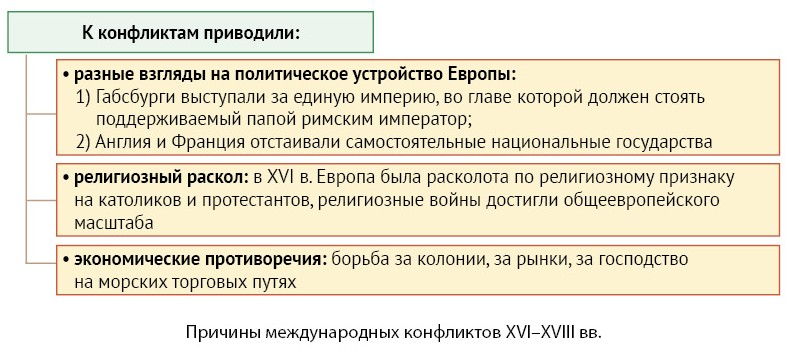 К конфликтам приводили:
• разные взгляды на политическое устройство Европы:
1) Габсбурги выступали за единую империю, во главе которой должен стоять
поддерживаемый папой римским император;
2) Англия и Франция отстаивали самостоятельные национальные государства
• религиозный раскол: в XVI в. Европа была расколота по религиозному признаку
на католиков и протестантов, религиозные войны достигли общеевропейского
масштаба
• экономические противоречия: борьба за колонии, за рынки, за господство
на морских торговых путях
Причины международных конфликтов XVI–XVIII вв.